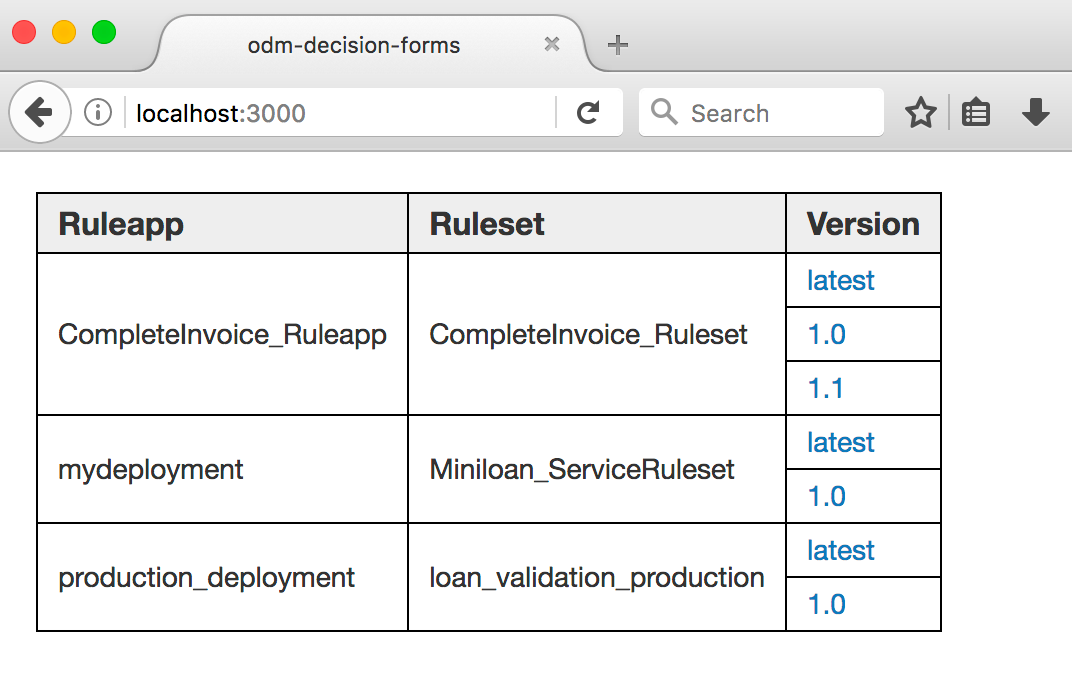 odm-decision-forms
localhost:3000
Search
Ruleapp Ruleset Version
latest
CompleteInvoice_Ruleapp CompleteInvoice_Ruleset 1.0
1.1
latest
mydeployment Miniloan_ServiceRuleset
1.0
latest
production_deployment loan_validation_production
1.0